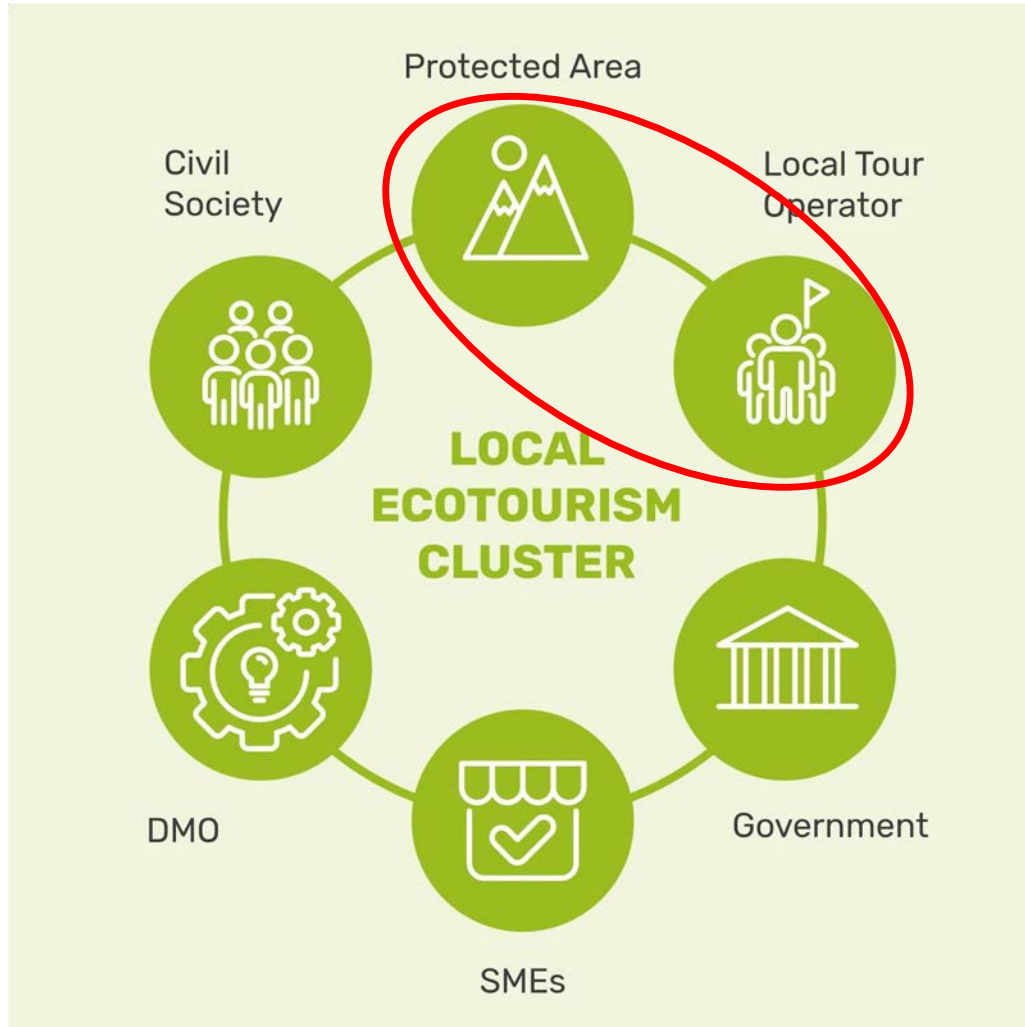 Protected Area
Civil
Society
Local Tour
Operator
LOCAL
ECOTOURISM
CLUSTER
DMO
Government
SMEs